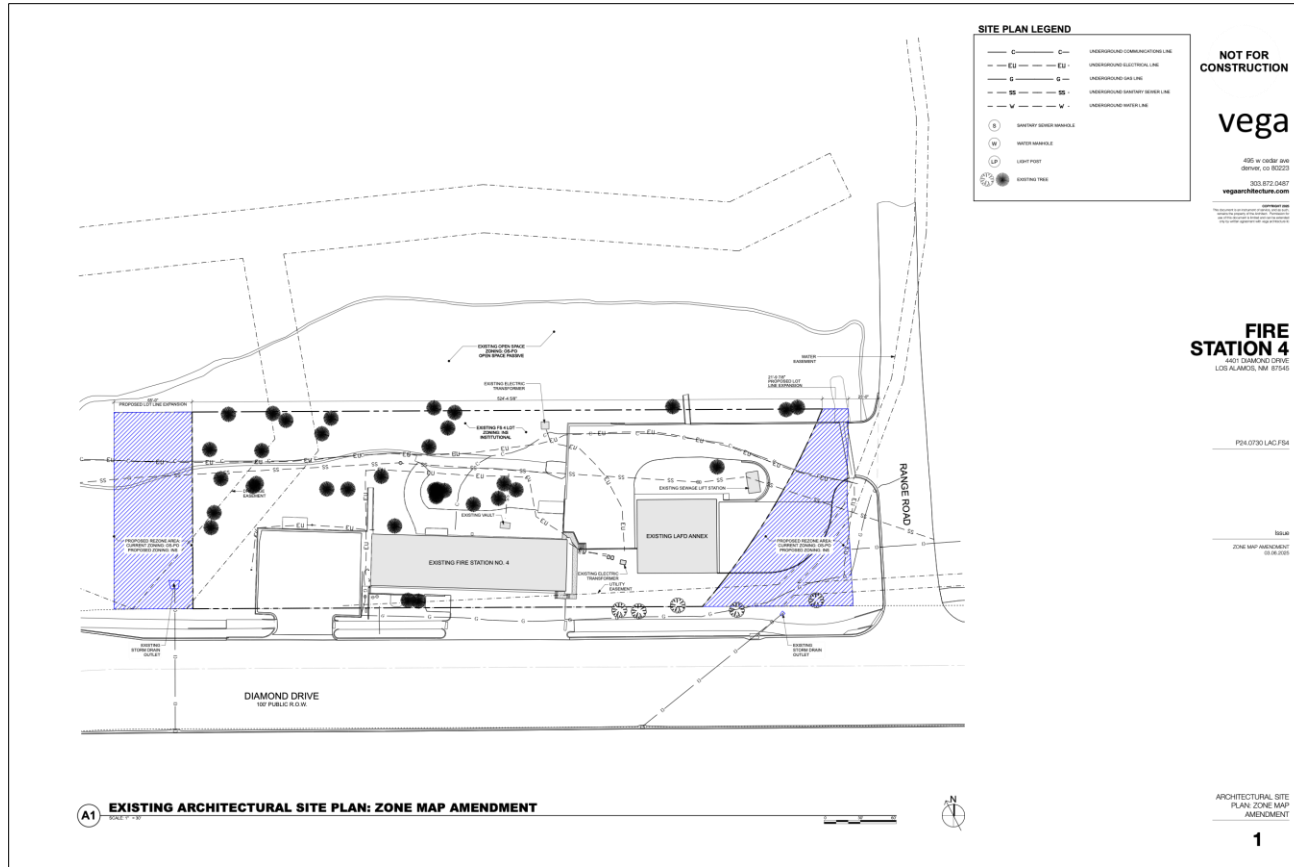 SITE PLAN LEGEND
C C
UNDERGROUND COMMUNICATIONS LINE
EU EU
UNDERGROUND ELECTRICAL LINE
G G
UNDERGROUND GAS LINE
SS SS
UNDERGROUND SANITARY SEWER LINE
W W
UNDERGROUND WATER LINE
S
SANITARY SEWER MANHOLE
W
WATER MANHOLE
LP
LIGHT POST
EXISTING TREE
NOT FOR
CONSTRUCTION
vega
495 w cedar ave
denver, co 80223
303.872.0487
vegaarchitecture.com
FIRE
STATION 4
4401 DIAMOND DRIVE
LOS ALAMOS, NM 87545
P24.0730 LAC.FS4
Issue
ZONE MAP AMENDMENT
ARCHITECTURAL SITE
PLAN: ZONE MAP
AMENDMENT
1
EXISTING OPEN SPACE
ZONING: OS-PO
OPEN SPACE PASSIVE
WATER
EASEMENT
EXISTING ELECTRIC
TRANSFORMER
PROPOSED LOT
LINE EXPANSION
PROPOSED LOT LINE EXPANSION
EXISTING FS 4 LOT
ZONING: INS
INSTITUTIONAL
EASEMENT
EXISTING SEWAGE LIFT STATION
EXISTING VAULT
RANGE ROAD
PROPOSED REZONE AREA
CURRENT ZONING: OS-PO
PROPOSED ZONING: INS
EXISTING FIRE STATION NO. 4
EXISTING LAFD ANNEX
PROPOSED REZONE AREA
CURRENT ZONING: OS-PO
PROPOSED ZONING: INS
EXISTING ELECTRIC
TRANSFORMER
UTILITY
EASEMENT
EXISTING
STORM DRAIN
OUTLET
EXISTING
STORM DRAIN
OUTLET
DIAMOND DRIVE
100' PUBLIC R.O.W.
A1
EXISTING ARCHITECTURAL SITE PLAN: ZONE MAP AMENDMENT
N